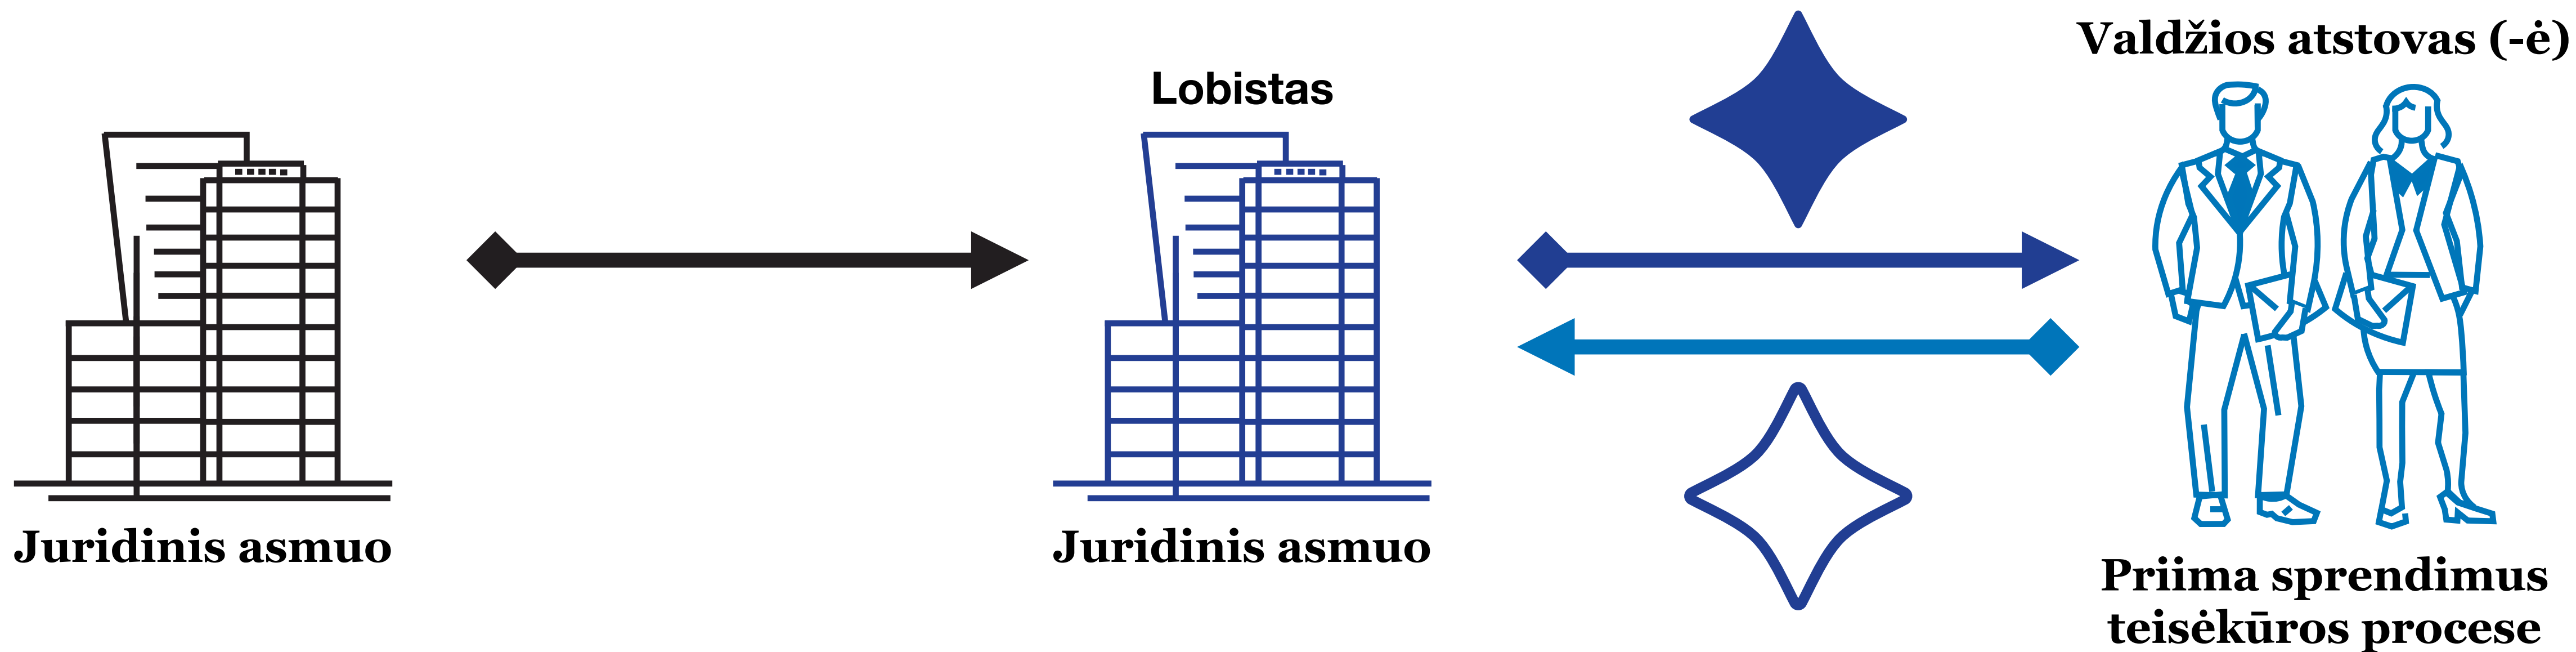 Valdžios atstovas (-ė)
Lobistas
Juridinis asmuo
Juridinis asmuo
Priima sprendimus
teisėkūros procese